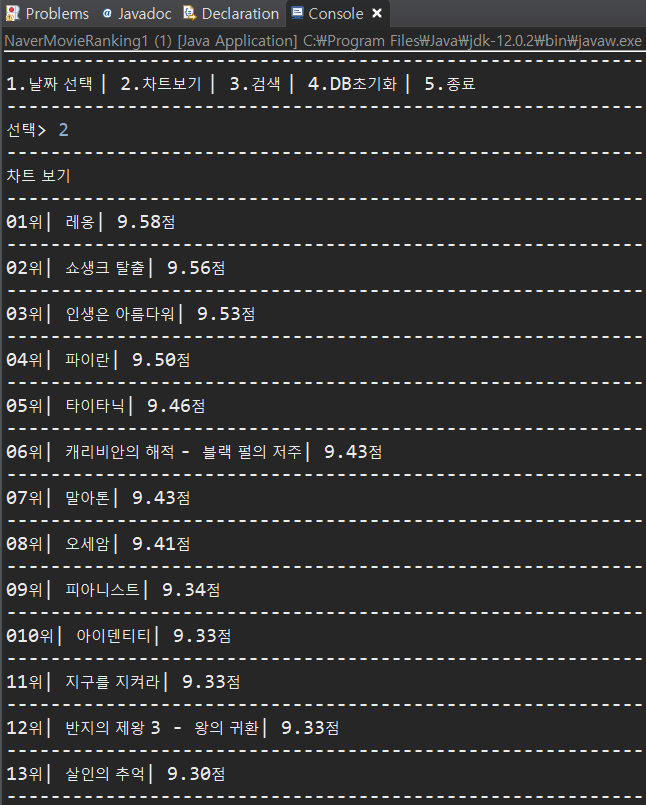 Problems @ Javadoc Declaration Console
NaverMovieRanking1 (1) [Java Application] C:₩Program Files₩Java₩jdk-12.0.2₩bin₩javaw.exe
--------------------------------------------------------
1.날짜 선택 | 2.차트보기 | 3.검색 | 4.DB초기화 | 5.종료
--------------------------------------------------------
선택> 2
--------------------------------------------------------
차트 보기
--------------------------------------------------------
01위| 레옹| 9.58점
--------------------------------------------------------
02위| 쇼생크 탈출| 9.56점
--------------------------------------------------------
03위| 인생은 아름다워| 9.53점
--------------------------------------------------------
04위| 파이란| 9.50점
--------------------------------------------------------
05위| 타이타닉| 9.46점
--------------------------------------------------------
06위| 캐리비안의 해적 - 블랙 펄의 저주| 9.43점
--------------------------------------------------------
07위| 말아톤| 9.43점
--------------------------------------------------------
08위| 오세암| 9.41점
--------------------------------------------------------
09위| 피아니스트| 9.34점
--------------------------------------------------------
010위| 아이덴티티| 9.33점
--------------------------------------------------------
11위| 지구를 지켜라| 9.33점
--------------------------------------------------------
12위| 반지의 제왕 3 - 왕의 귀환| 9.33점
--------------------------------------------------------
13위| 살인의 추억| 9.30점
--------------------------------------------------------